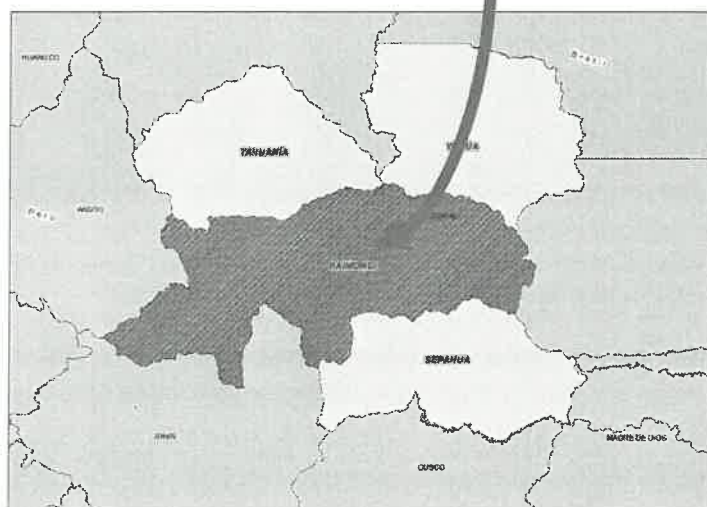 HUANUCO
Brasil
TAHUANÍA
YURÚA
Perú
RAIMONDI
SEPAHUA
JUNIN
MADRE DE DIOS
CUSCO